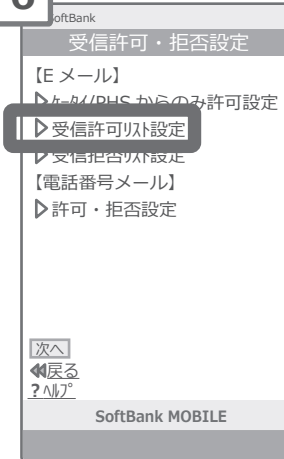 6
SoftBank
受信許可・拒否設定
【Eメール】
▷ｹｰﾀｲ/PHSからのみ許可設定
▷受信許可ﾘｽﾄ設定
▷受信拒否ﾘｽﾄ設定
【電話番号メール】
▷許可・拒否設定
次へ
◀◀戻る
?ﾍﾙﾌﾟ
SoftBank MOBILE